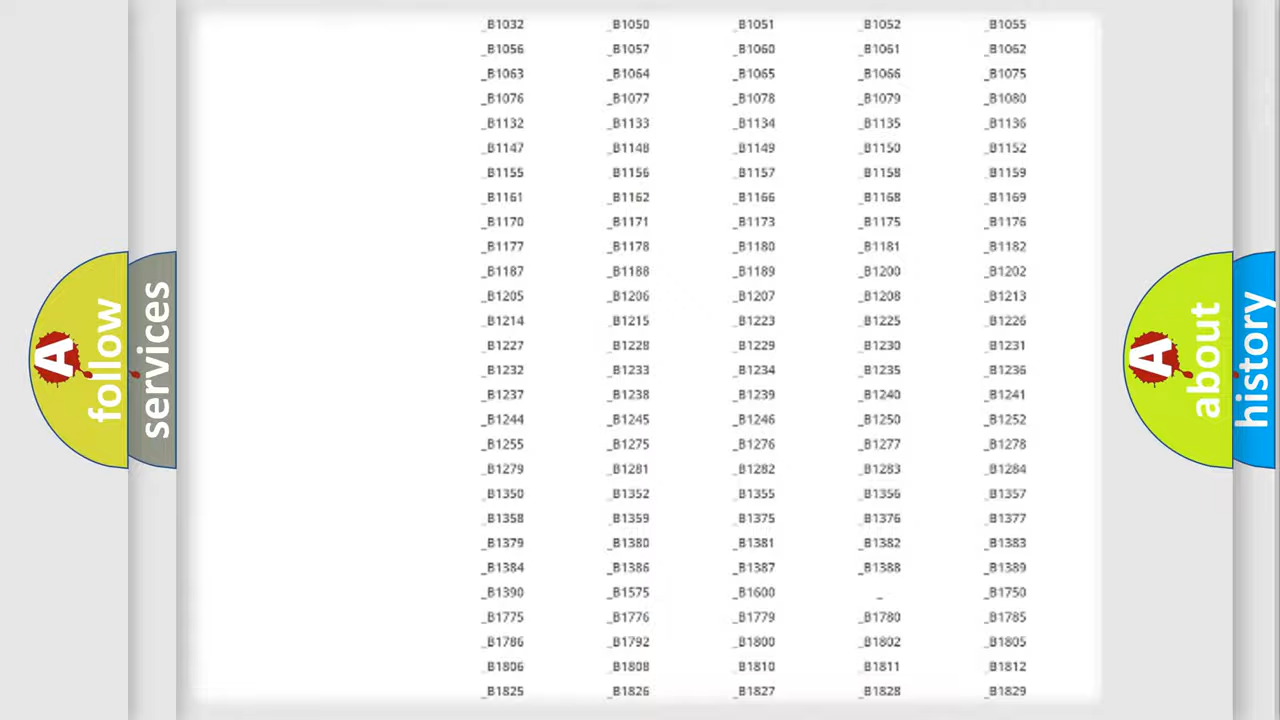 _B1032 _B1050 _B1051 _B1052 _B1055
_B1056 _B1057 _B1060 _B1061 _B1062
_B1063 _B1064 _B1065 _B1066 _B1075
_B1076 _B1077 _B1078 _B1079 _B1080
_B1132 _B1133 _B1134 _B1135 _B1136
_B1147 _B1148 _B1149 _B1150 _B1152
_B1155 _B1156 _B1157 _B1158 _B1159
_B1161 _B1162 _B1166 _B1168 _B1169
_B1170 _B1171 _B1173 _B1175 _B1176
_B1177 _B1178 _B1180 _B1181 _B1182
_B1187 _B1188 _B1189 _B1200 _B1202
_B1205 _B1206 _B1207 _B1208 _B1213
_B1214 _B1215 _B1223 _B1225 _B1226
_B1227 _B1228 _B1229 _B1230 _B1231
_B1232 _B1233 _B1234 _B1235 _B1236
_B1237 _B1238 _B1239 _B1240 _B1241
_B1244 _B1245 _B1246 _B1250 _B1252
_B1255 _B1275 _B1276 _B1277 _B1278
_B1279 _B1281 _B1282 _B1283 _B1284
_B1350 _B1352 _B1355 _B1356 _B1357
_B1358 _B1359 _B1375 _B1376 _B1377
_B1379 _B1380 _B1381 _B1382 _B1383
_B1384 _B1386 _B1387 _B1388 _B1389
_B1390 _B1575 _B1600 _ _B1750
_B1775 _B1776 _B1779 _B1780 _B1785
_B1786 _B1792 _B1800 _B1802 _B1805
_B1806 _B1808 _B1810 _B1811 _B1812
_B1825 _B1826 _B1827 _B1828 _B1829
A follow
services
A about
history